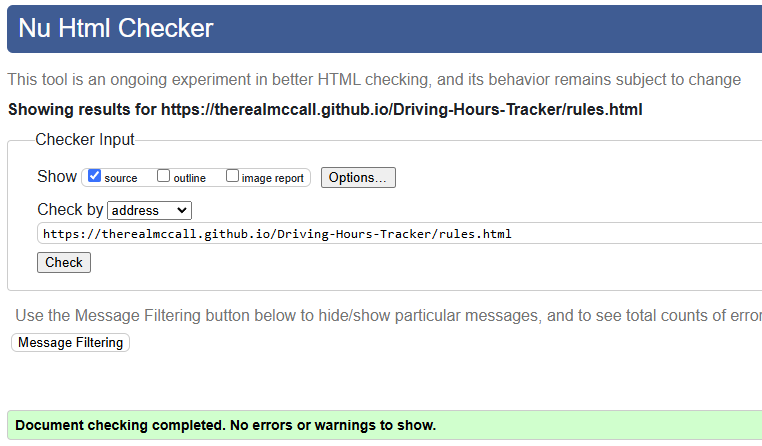 Nu Html Checker
This tool is an ongoing experiment in better HTML checking, and its behavior remains subject to change
Showing results for https://therealmccall.github.io/Driving-Hours-Tracker/rules.html
Checker Input
Show source outline image report Options...
Check by address
https://therealmccall.github.io/Driving-Hours-Tracker/rules.html
Check
Use the Message Filtering button below to hide/show particular messages, and to see total counts of error
Message Filtering
Document checking completed. No errors or warnings to show.